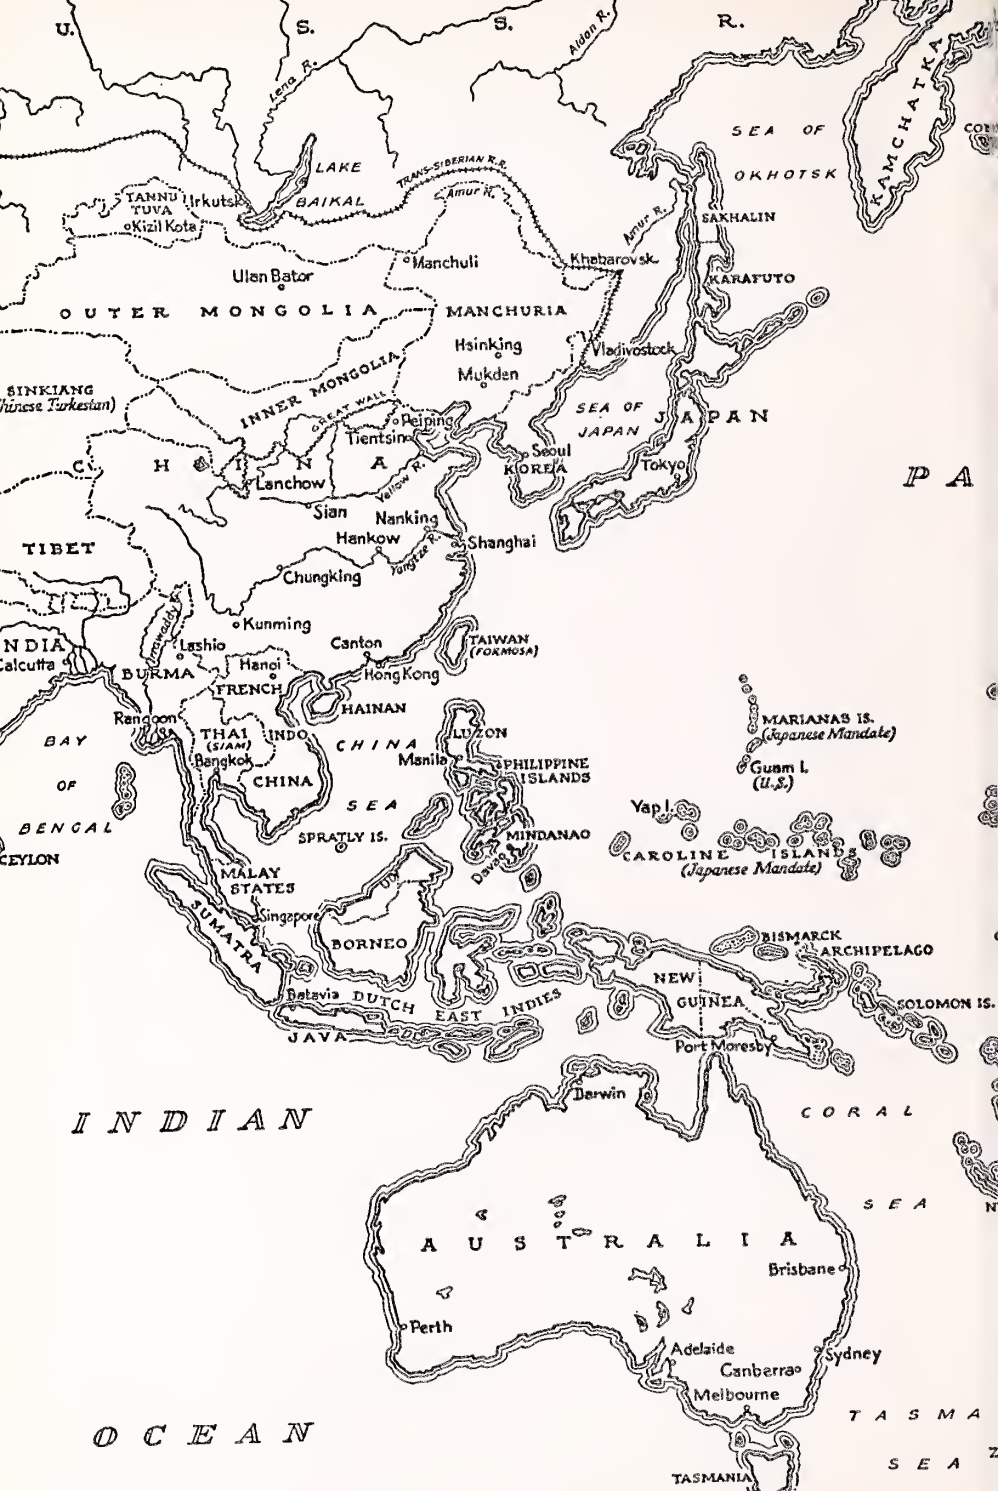 U. S. S. R.
Lena R.
Aldan R.
KAMCHATKA
SEA OF
OKHOTSK
LAKE
BAIKAL
TRANS-SIBERIAN R.R.
Amur R.
TANNU
TUVA
Irkutsk
Kizil Kota
Amur R.
SAKHALIN
Ulan Bator
Manchuli
Khabarovsk
KARAFUTO
OUTER MONGOLIA
MANCHURIA
Hsinking
Vladivostock
Mukden
INNER MONGOLIA
SINKIANG
(Chinese Turkestan)
GREAT WALL
Peiping
Tientsin
SEA OF
JAPAN
JAPAN
Seoul
KOREA
Tokyo
CHINA
Lanchow
Yellow R.
PA
Sian
Nanking
Hankow
Yangtze R.
Shanghai
TIBET
Chungking
Irrawaddy R.
Kunming
INDIA
Calcutta
Lashio
BURMA
Hanoi
Canton
Hong Kong
TAIWAN
(FORMOSA)
FRENCH
INDO
CHINA
HAINAN
Rangoon
THAI
(SIAM)
Bangkok
BAY
OF
BENGAL
CHINA
SEA
LUZON
Manila
PHILIPPINE
ISLANDS
MARIANAS IS.
(Japanese Mandate)
Guam I.
(U.S.)
Yap I.
SPRATLY IS.
MINDANAO
Davao
CAROLINE ISLANDS
(Japanese Mandate)
CEYLON
MALAY
STATES
Singapore
SUMATRA
BORNEO
BISMARCK
ARCHIPELAGO
NEW
GUINEA
SOLOMON IS.
Batavia
DUTCH EAST INDIES
JAVA
Port Moresby
Darwin
INDIAN
CORAL
SEA
AUSTRALIA
Brisbane
Perth
Adelaide
Canberra
Sydney
Melbourne
OCEAN
TASMA
SEA
TASMANIA
N
Z